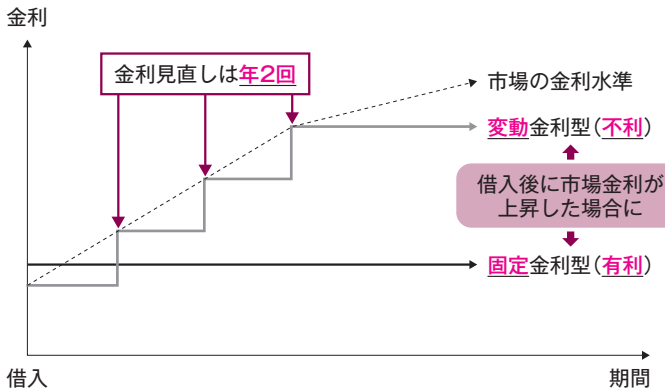 金利
金利見直しは年2回
市場の金利水準
変動金利型（不利）
借入後に市場金利が
上昇した場合に
固定金利型（有利）
借入
期間